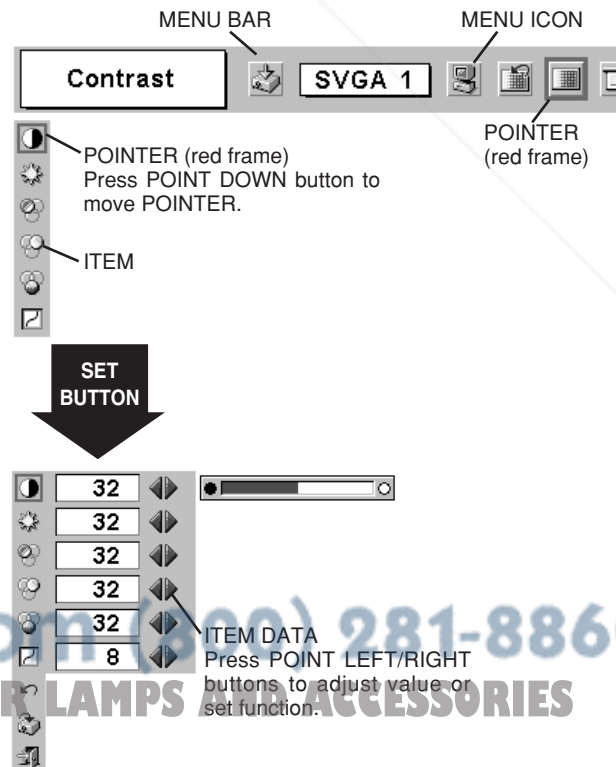 MENU BAR
MENU ICON
Contrast
SVGA 1
POINTER
(red frame)
POINTER (red frame)
Press POINT DOWN button to
move POINTER.
ITEM
SET
BUTTON
32
32
32
32
32
8
ITEM DATA
Press POINT LEFT/RIGHT
buttons to adjust value or
set function.
(800) 281-886
LAMPS AND ACCESSORIES